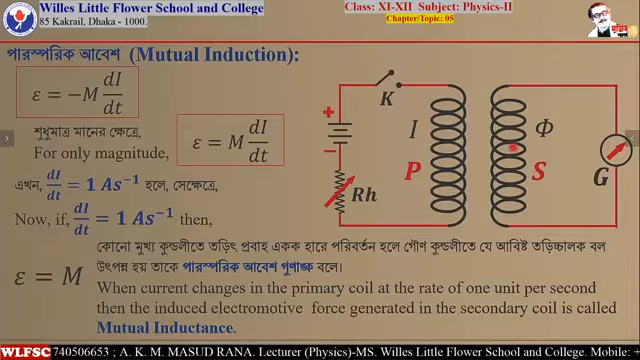 Willes Little Flower School and College
85 Kakrail, Dhaka - 1000.
Class: XI-XII Subject: Physics-II
Chapter/Topic: 05
পারস্পরিক আবেশ (Mutual Induction):
ε = −M dI/dt
শুধুমাত্র মানের ক্ষেত্রে,
For only magnitude,
ε = M dI/dt
এখন, dI/dt = 1 As⁻¹ হলে, সেক্ষেত্রে,
Now, if, dI/dt = 1 As⁻¹ then,
K
I
P
Φ
S
G
Rh
+
−
কোনো মুখ্য কুন্ডলীতে তড়িৎ প্রবাহ একক হারে পরিবর্তন হলে গৌণ কুন্ডলীতে যে আবিষ্ট তড়িচ্চালক বল
উৎপন্ন হয় তাকে পারস্পরিক আবেশ গুণাঙ্ক বলে।
ε = M
When current changes in the primary coil at the rate of one unit per second
then the induced electromotive force generated in the secondary coil is called
Mutual Inductance.
WLFSC 740506653 ; A. K. M. MASUD RANA. Lecturer (Physics)-MS. Willes Little Flower School and College. Mobile: +